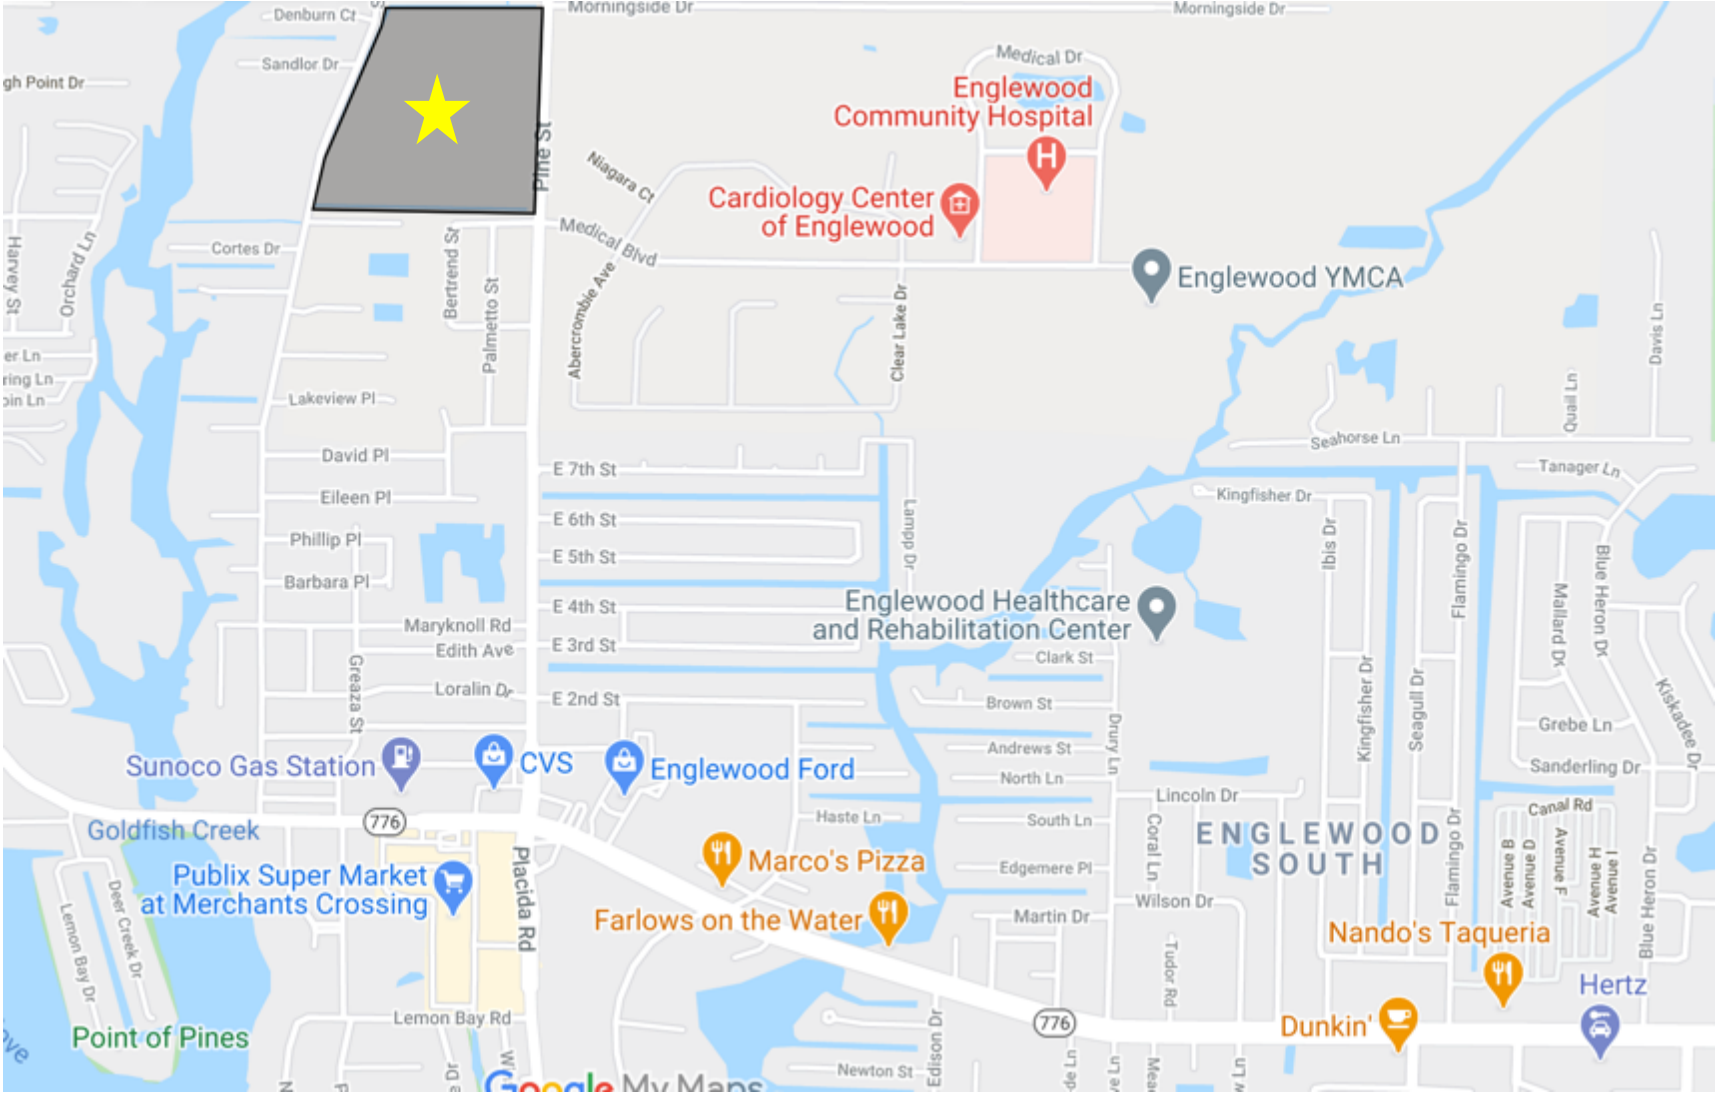 Denburn Ct
Morningside Dr
Morningside Dr
Sandlor Dr
gh Point Dr
Medical Dr
Englewood
Community Hospital
H
Pine St
Niagara Ct
Cardiology Center
of Englewood
Medical Blvd
Harvey St
Orchard Ln
Cortes Dr
Bertrend St
Palmetto St
Abercrombie Ave
Clear Lake Dr
Englewood YMCA
Davis Ln
er Ln
ring Ln
oin Ln
Lakeview Pl
Quail Ln
Seahorse Ln
David Pl
E 7th St
Tanager Ln
Eileen Pl
Kingfisher Dr
E 6th St
Lampp Dr
Ibis Dr
Flamingo Dr
Phillip Pl
E 5th St
Blue Heron Dr
Barbara Pl
Mallard Dr
E 4th St
Englewood Healthcare
and Rehabilitation Center
Maryknoll Rd
Edith Ave
E 3rd St
Clark St
Greaza St
Loralin Dr
E 2nd St
Brown St
Kingfisher Dr
Seagull Dr
Kiskadee Dr
Drury Ln
Grebe Ln
Andrews St
Sunoco Gas Station
CVS
Englewood Ford
North Ln
Sanderling Dr
Lincoln Dr
Canal Rd
776
Goldfish Creek
Haste Ln
South Ln
Coral Ln
ENGLEWOOD
SOUTH
Flamingo Dr
Avenue B
Avenue D
Avenue F
Avenue H
Avenue I
Blue Heron Dr
Marco's Pizza
Edgemere Pl
Publix Super Market
at Merchants Crossing
Placida Rd
Lemon Bay Dr
Deer Creek Dr
Farlows on the Water
Martin Dr
Wilson Dr
Nando's Taqueria
Tudor Rd
Hertz
Lemon Bay Rd
776
Dunkin'
Point of Pines
ove
Edison Dr
Newton St
de Ln
ve Ln
Mea
w Ln
Google My Maps